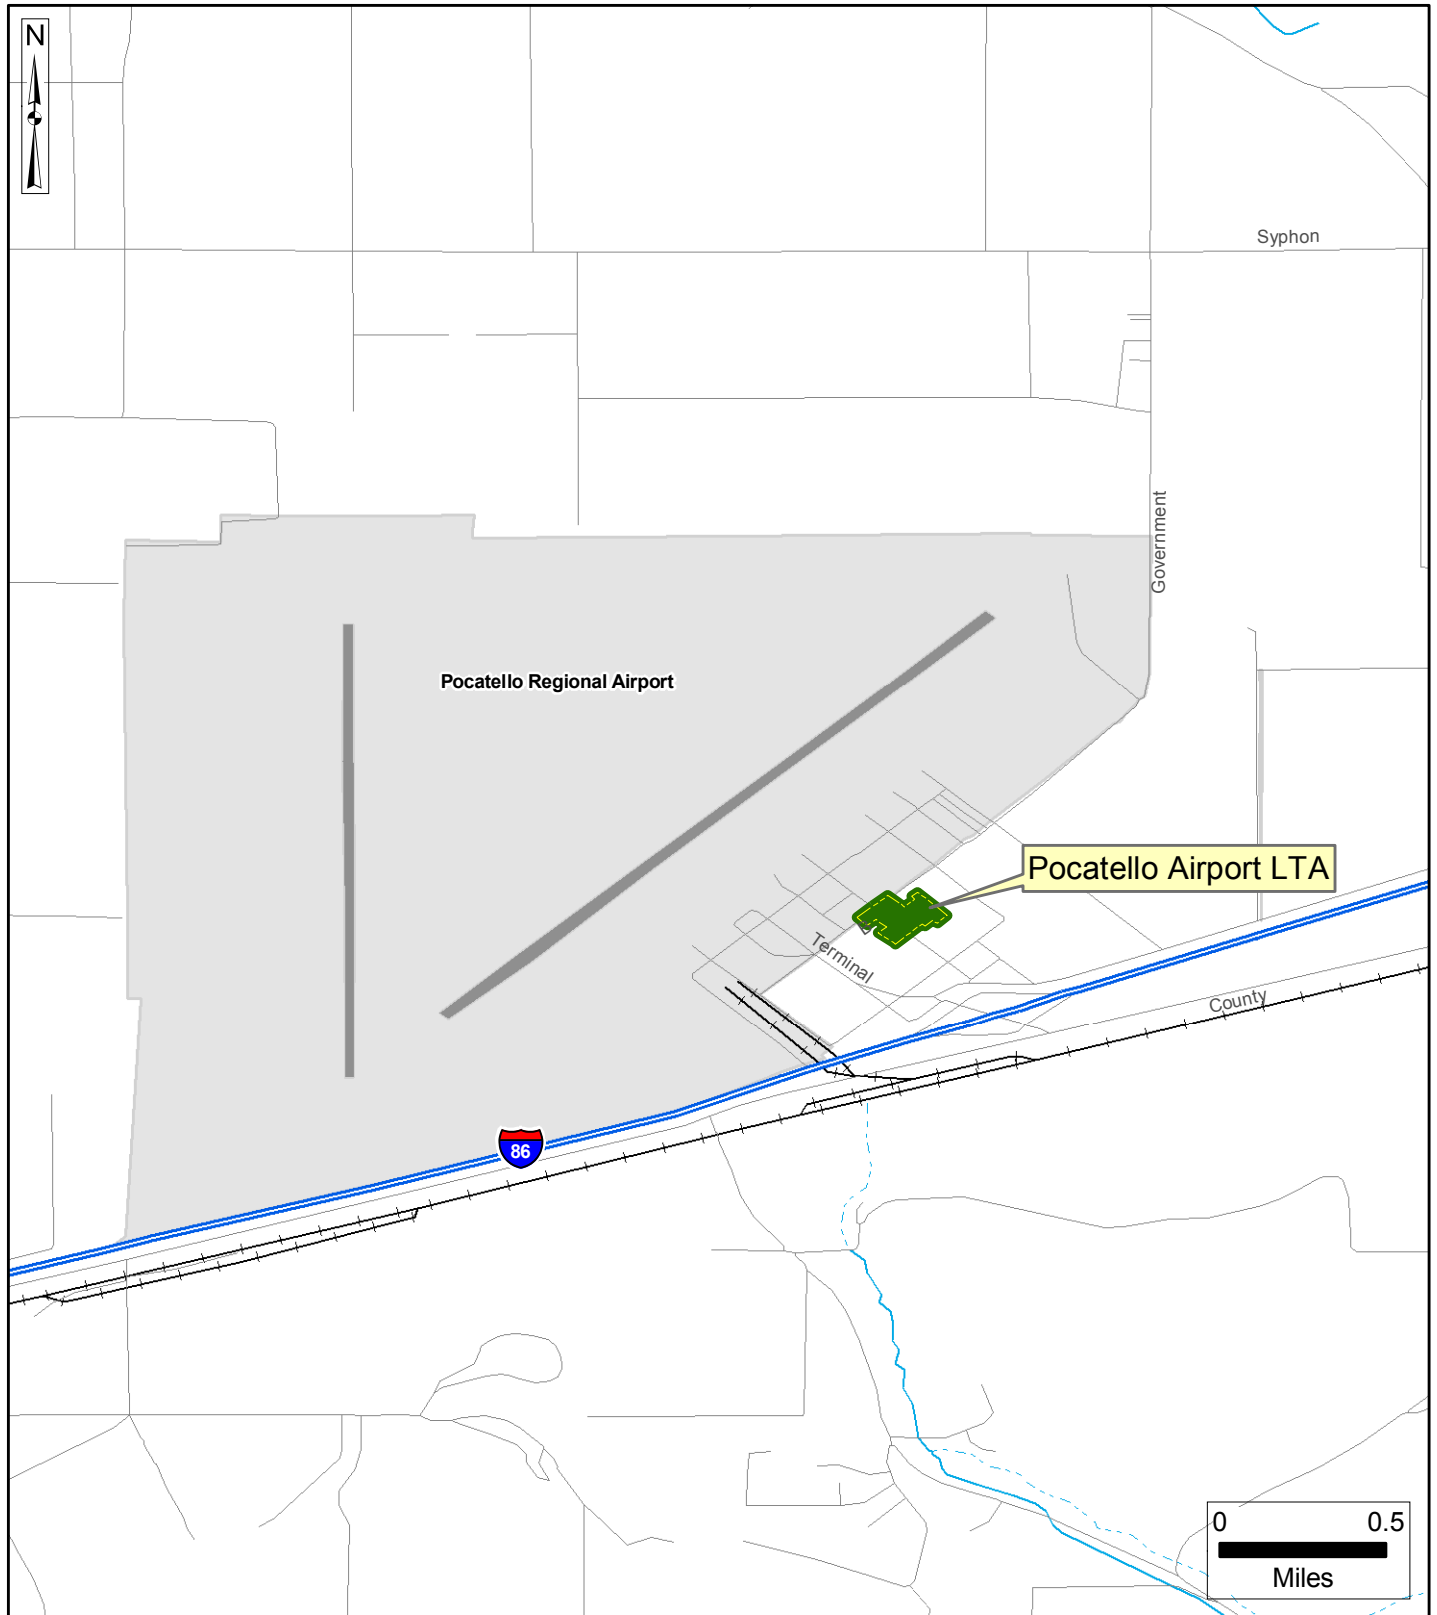 N
Syphon
Government
Pocatello Regional Airport
Pocatello Airport LTA
Terminal
County
86
0 0.5
Miles